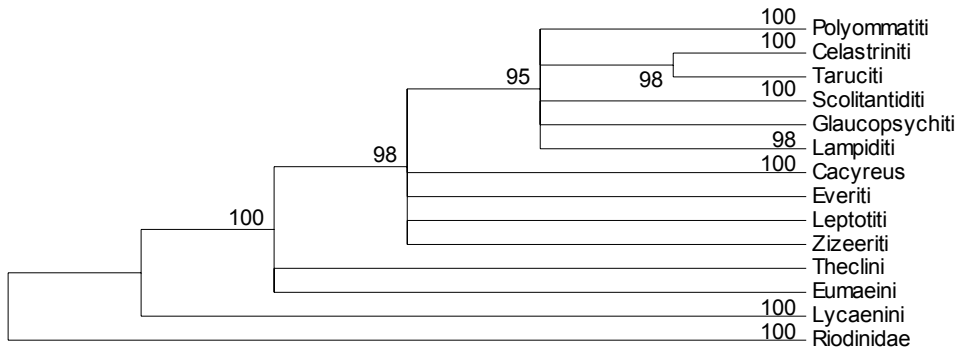 100 Polyommatiti
100 Celastriniti
95 98 Taruciti
100 Scolitantiditi
Glaucopsychiti
98 98 Lampiditi
100 Cacyreus
Everiti
100 Leptotiti
Zizeeriti
Theclini
Eumaeini
100 Lycaenini
100 Riodinidae